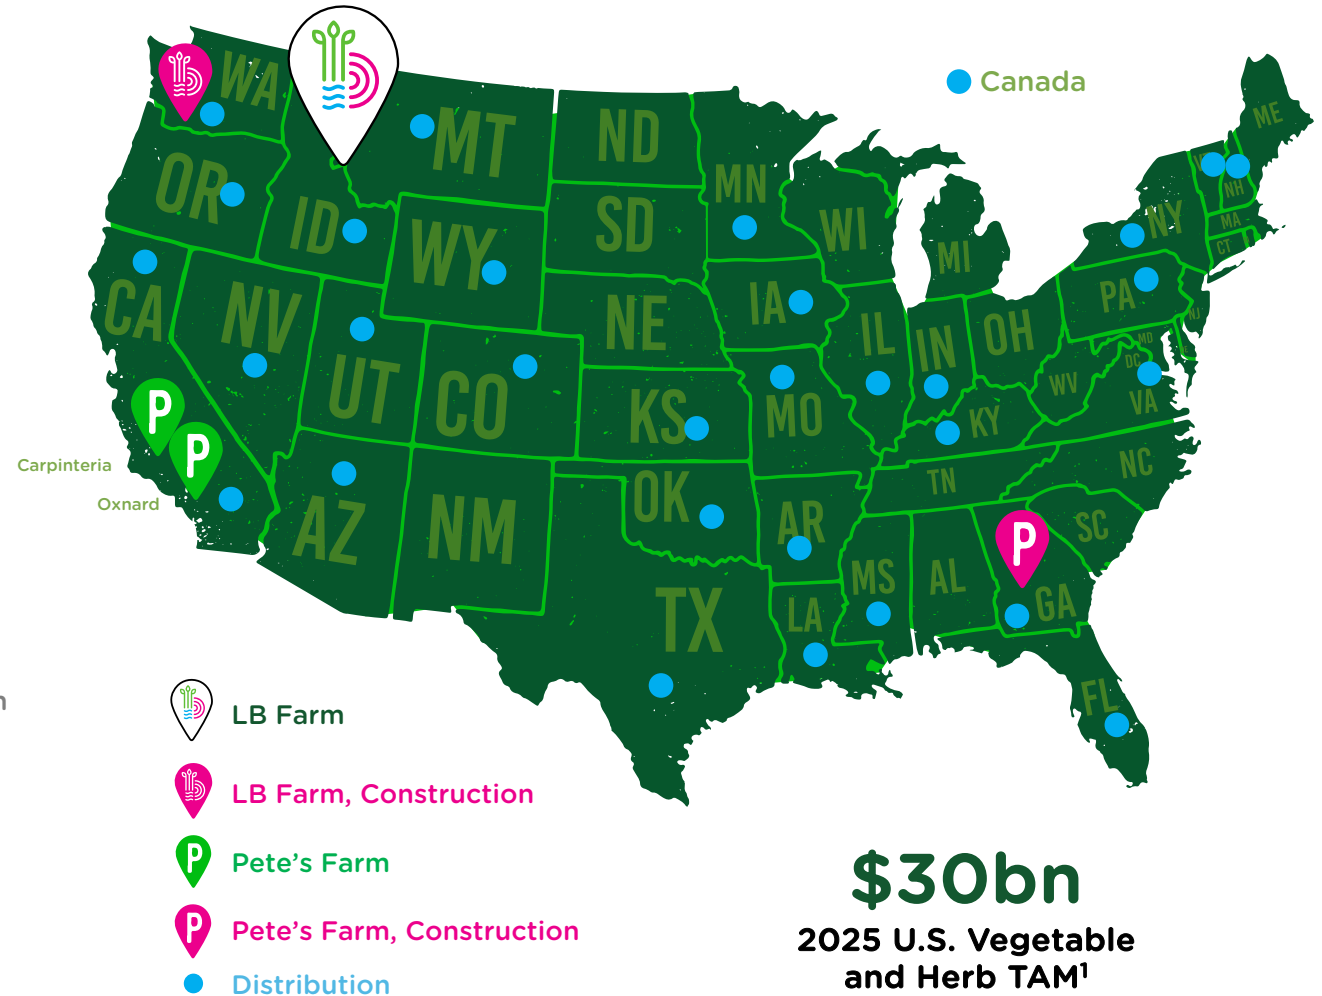 Canada
WA
MT
ND
ME
OR
ID
MN
SD
WY
WI
MI
NY
NH
MA
CT
CA
NV
NE
IA
PA
NJ
IL
IN
OH
MD
DC
UT
CO
KS
MO
WV
VA
KY
P
P
Carpinteria
Oxnard
AZ
NM
OK
AR
TN
NC
SC
P
MS
AL
GA
TX
LA
FL
LB Farm
LB Farm, Construction
P
Pete's Farm
P
Pete's Farm, Construction
Distribution
$30bn
2025 U.S. Vegetable
and Herb TAM¹